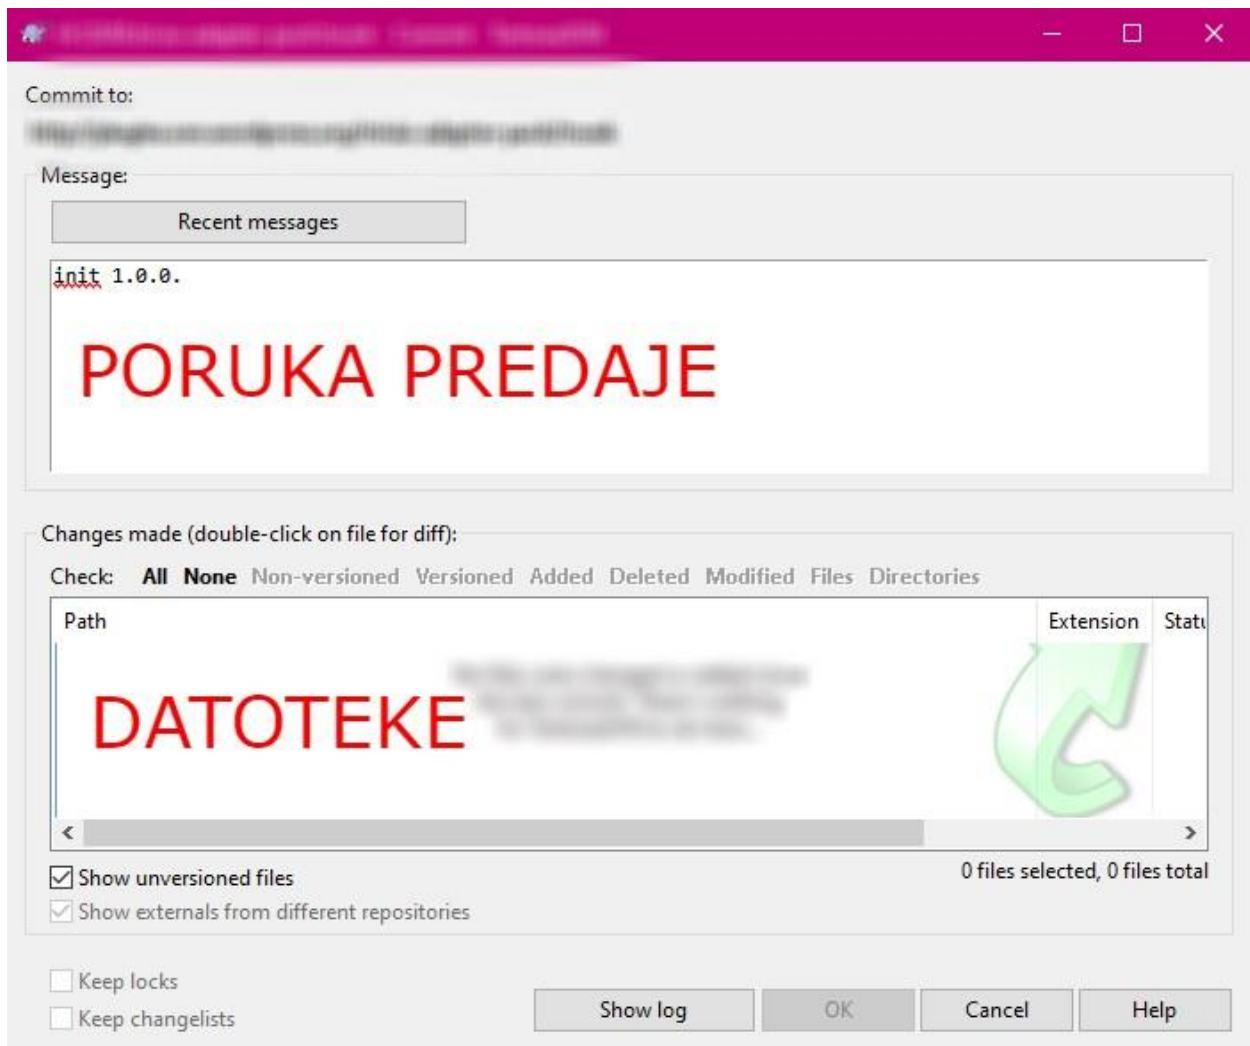 Commit to:
Message:
Recent messages
init 1.0.0.
PORUKA PREDAJE
Changes made (double-click on file for diff):
Check: All None Non-versioned Versioned Added Deleted Modified Files Directories
Path Extension Statu
DATOTEKE
Show unversioned files
0 files selected, 0 files total
Show externals from different repositories
Keep locks
Keep changelists
Show log OK Cancel Help